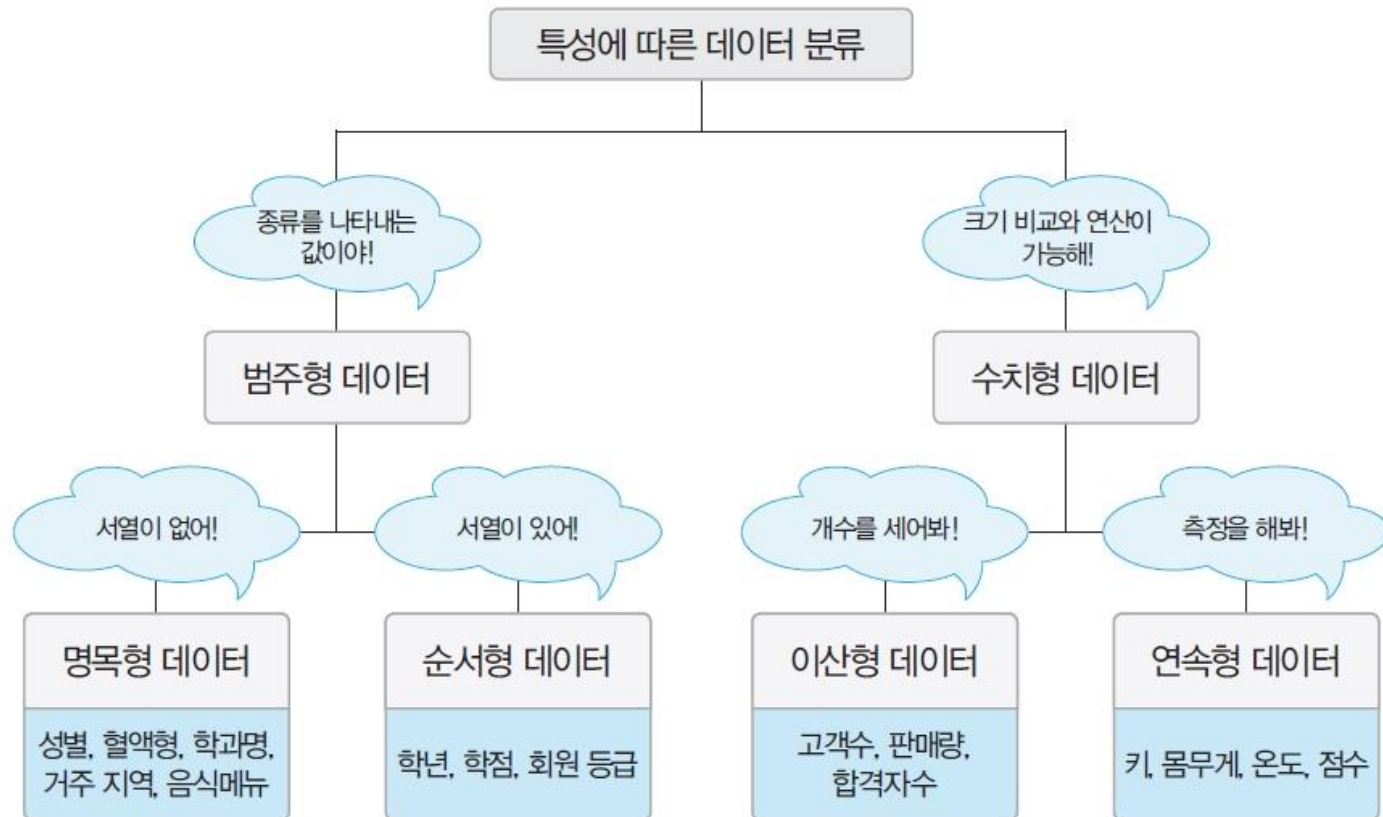 특성에 따른 데이터 분류
종류를 나타내는
값이야!
크기 비교와 연산이
가능해!
범주형 데이터
수치형 데이터
서열이 없어!
서열이 있어!
개수를 세어봐!
측정을 해봐!
명목형 데이터
순서형 데이터
이산형 데이터
연속형 데이터
성별, 혈액형, 학과명,
거주 지역, 음식메뉴
학년, 학점, 회원 등급
고객수, 판매량,
합격자수
키, 몸무게, 온도, 점수